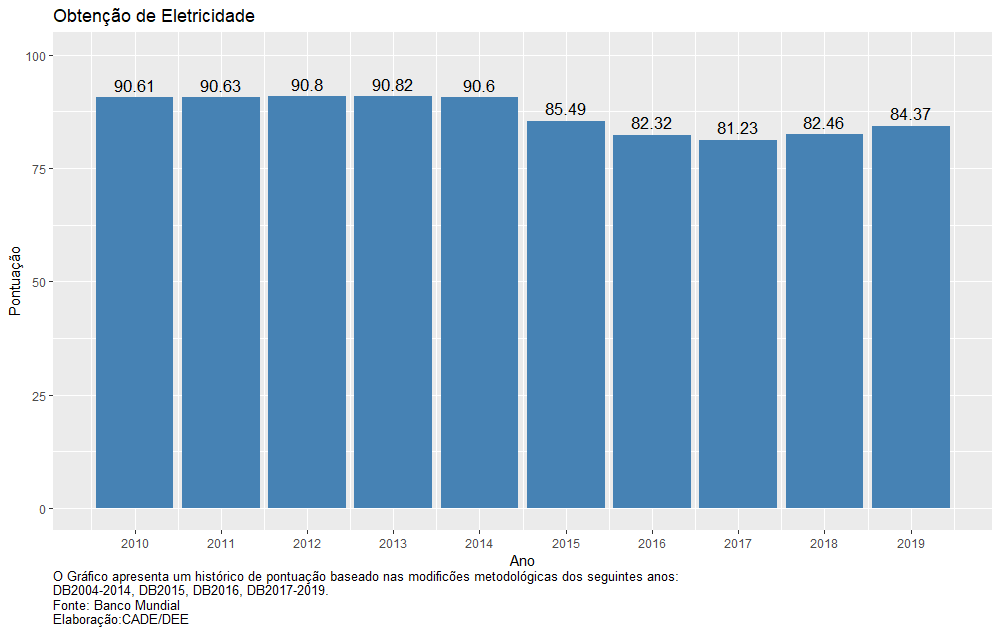 Obtenção de Eletricidade
100
75
50
25
0
Pontuação
90.61 90.63 90.8 90.82 90.6 85.49 82.32 81.23 82.46 84.37
2010 2011 2012 2013 2014 2015 2016 2017 2018 2019
Ano
O Gráfico apresenta um histórico de pontuação baseado nas modificões metodológicas dos seguintes anos:
DB2004-2014, DB2015, DB2016, DB2017-2019.
Fonte: Banco Mundial
Elaboração:CADE/DEE